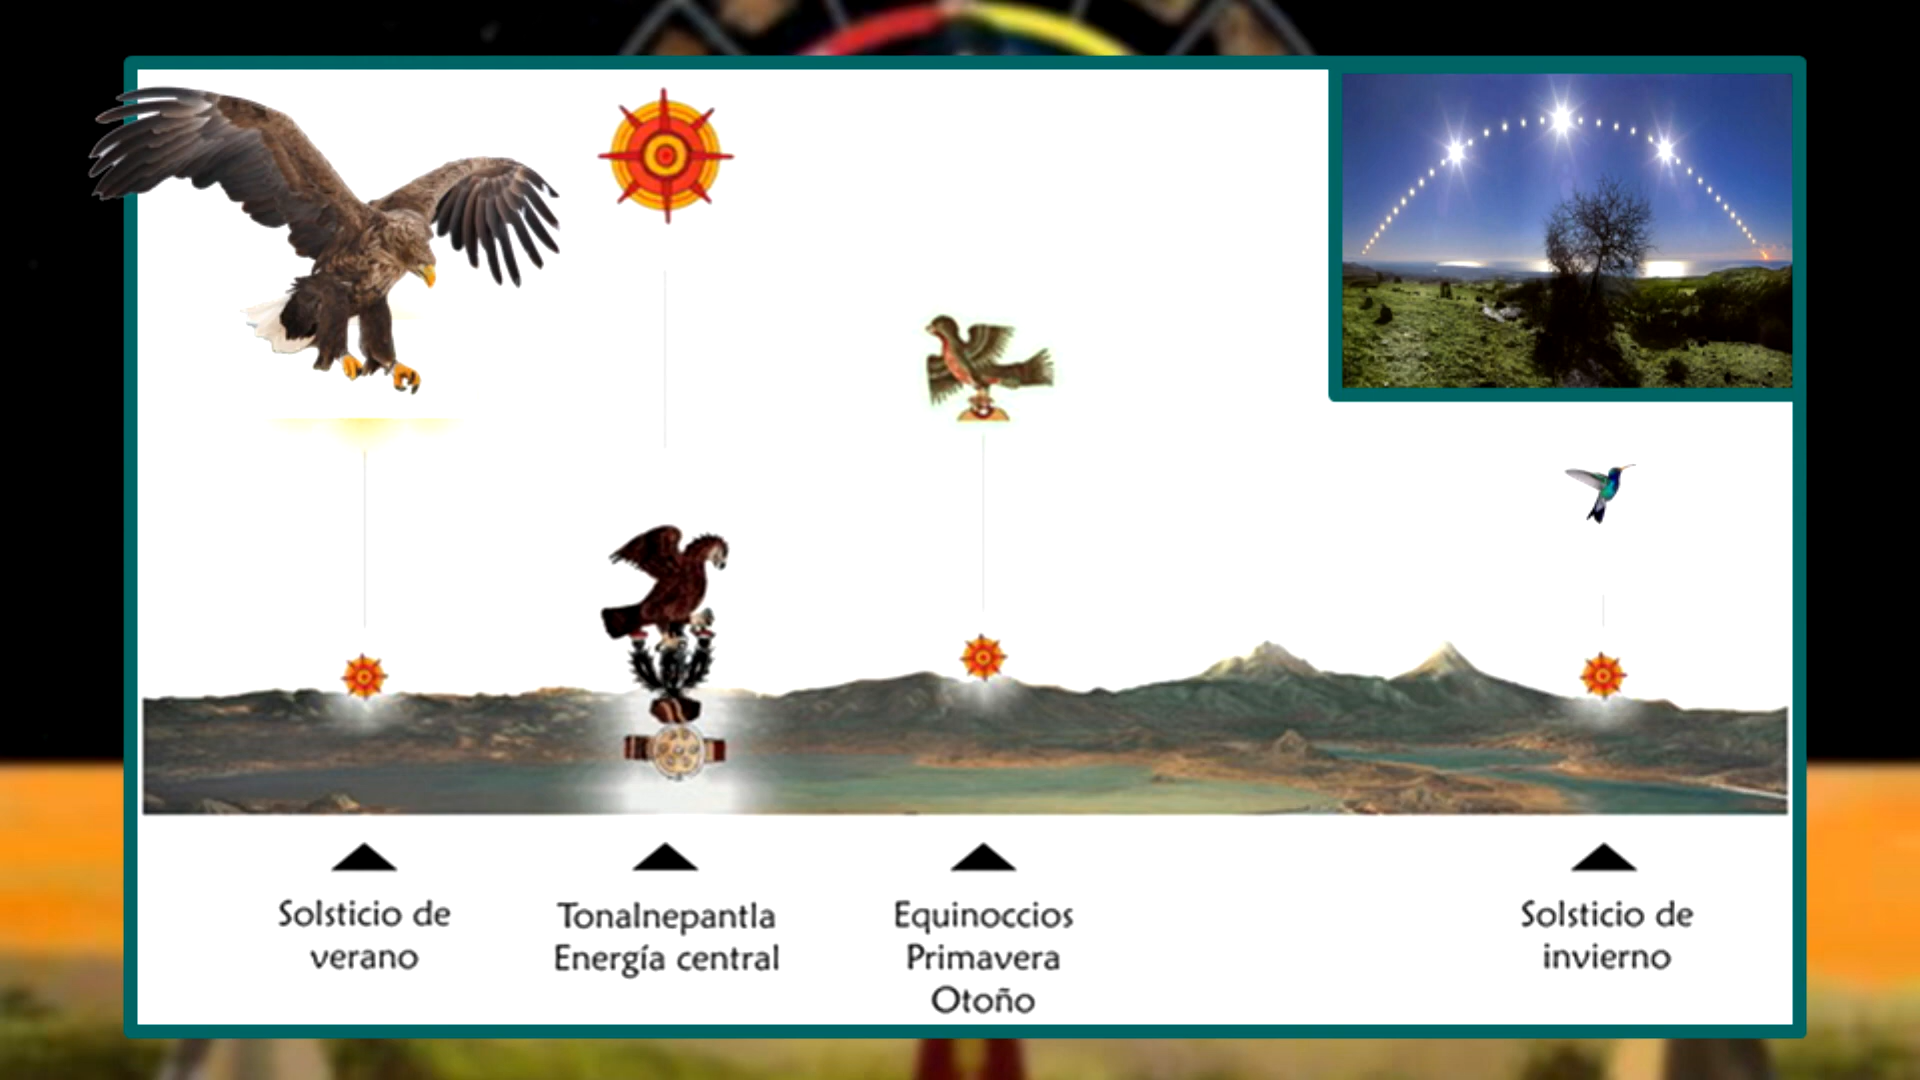 Solsticio de
verano
Tonalnepantla
Energía central
Equinoccios
Primavera
Otoño
Solsticio de
invierno